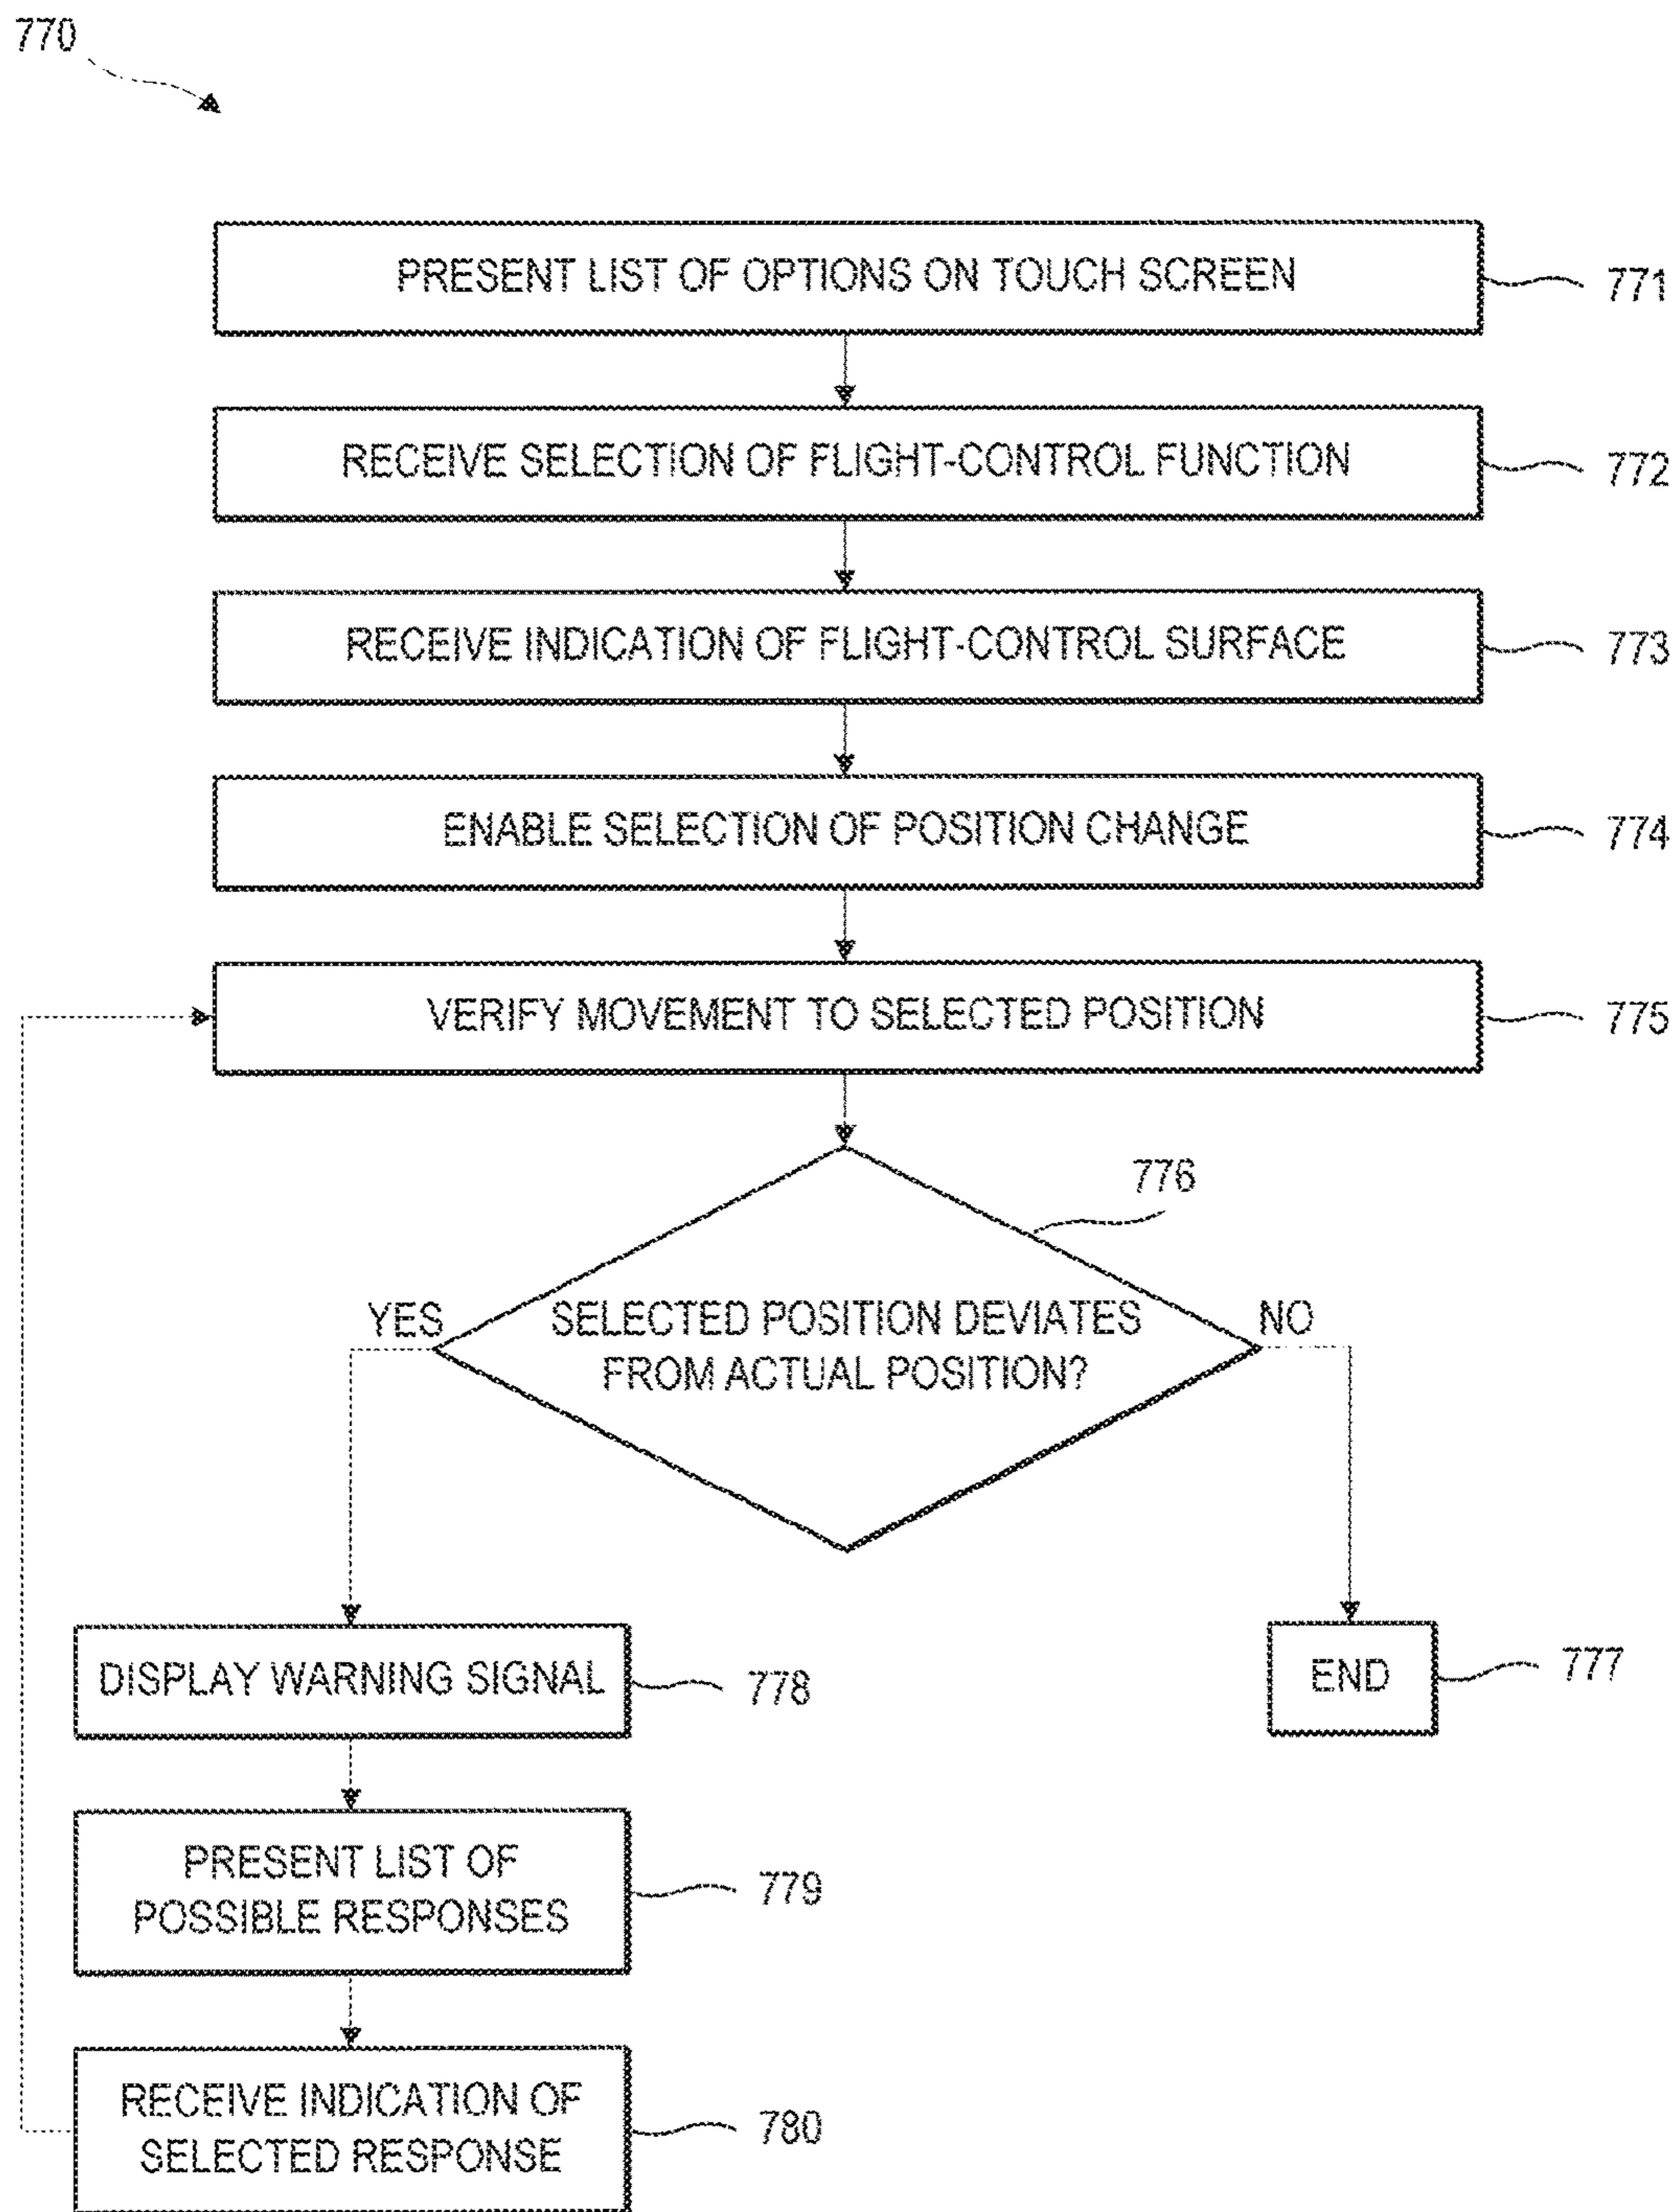 770
PRESENT LIST OF OPTIONS ON TOUCH SCREEN
771
RECEIVE SELECTION OF FLIGHT-CONTROL FUNCTION
772
RECEIVE INDICATION OF FLIGHT-CONTROL SURFACE
773
ENABLE SELECTION OF POSITION CHANGE
774
VERIFY MOVEMENT TO SELECTED POSITION
775
776
YES
SELECTED POSITION DEVIATES
FROM ACTUAL POSITION?
NO
DISPLAY WARNING SIGNAL
778
END
777
PRESENT LIST OF
POSSIBLE RESPONSES
779
RECEIVE INDICATION OF
SELECTED RESPONSE
780